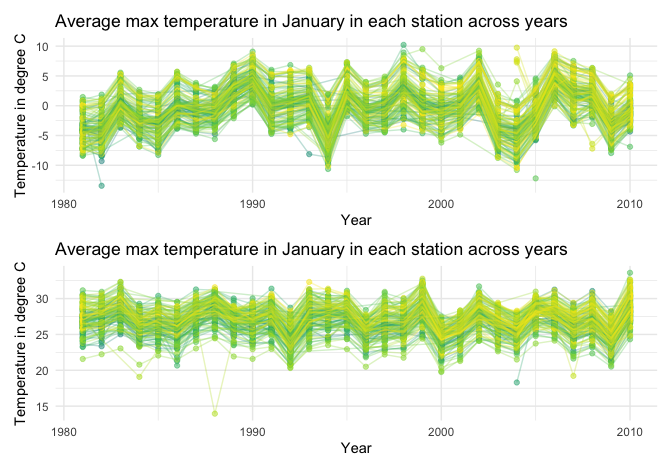 Average max temperature in January in each station across years
Temperature in degree C
10
5
0
-5
-10
1980
1990
2000
2010
Year
Average max temperature in January in each station across years
Temperature in degree C
30
25
20
15
1980
1990
2000
2010
Year